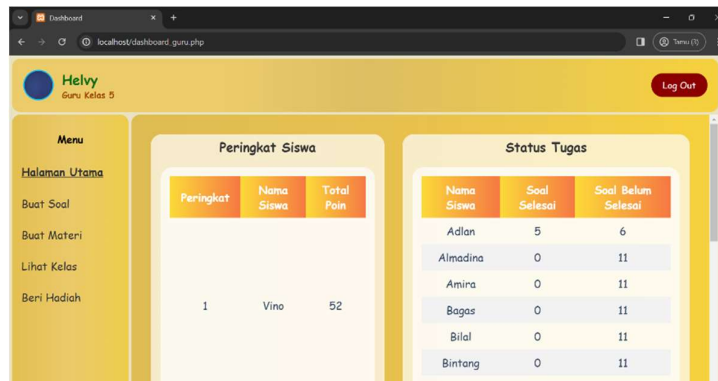 Dashboard
localhost/dashboard_guru.php
Tamu (3)
Helvy
Guru Kelas 5
Log Out
Menu
Halaman Utama
Buat Soal
Buat Materi
Lihat Kelas
Beri Hadiah
Peringkat Siswa
Peringkat Nama Siswa Total Poin
1 Vino 52
Status Tugas
Nama Siswa Soal Selesai Soal Belum Selesai
Adlan 5 6
Almadina 0 11
Amira 0 11
Bagas 0 11
Bilal 0 11
Bintang 0 11